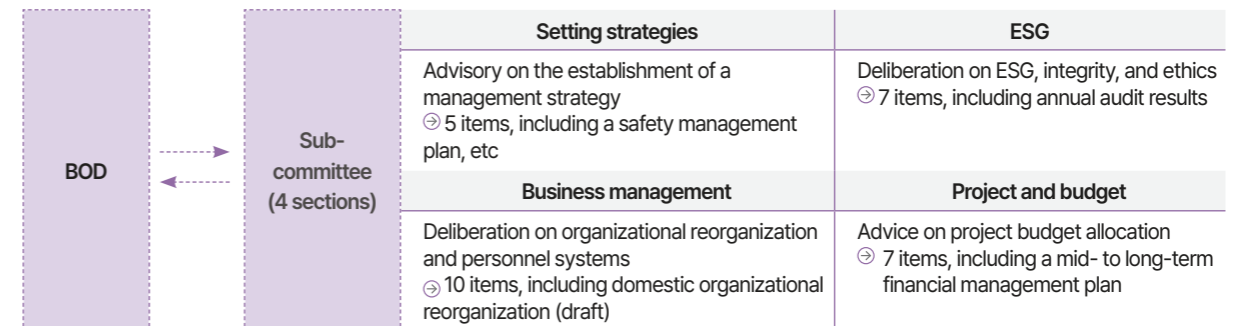 BOD
Sub-
committee
(4 sections)
Setting strategies
Advisory on the establishment of a
management strategy
5 items, including a safety management
plan, etc
ESG
Deliberation on ESG, integrity, and ethics
7 items, including annual audit results
Business management
Deliberation on organizational reorganization
and personnel systems
10 items, including domestic organizational
reorganization (draft)
Project and budget
Advice on project budget allocation
7 items, including a mid- to long-term
financial management plan